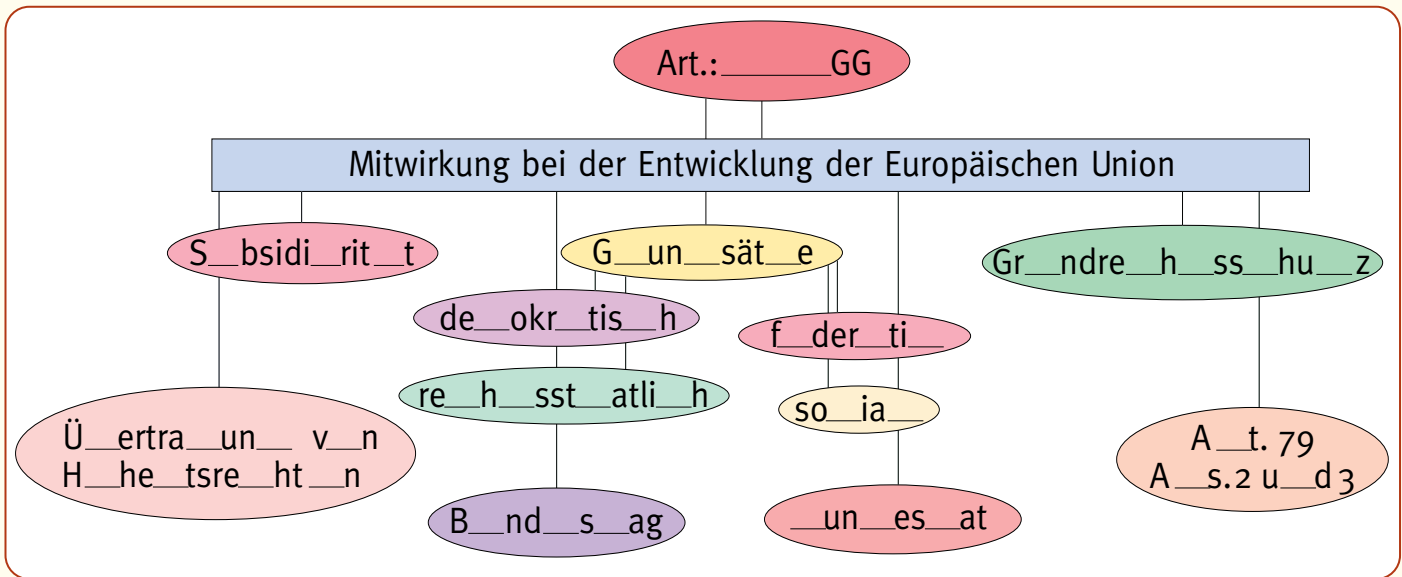 Art.:______GG
Mitwirkung bei der Entwicklung der Europäischen Union
S__bsidi__rit__t
G__un__sät__e
Gr__ndre__h__ss__hu__z
de__okr__tis__h
f__der__ti__
re__h__sst__atli__h
so__ia__
Ü__ertra__un__ v__n
H__he__tsre__ht__n
A__t. 79
A__s.2 u__d 3
B__nd__s__ag
__un__es__at